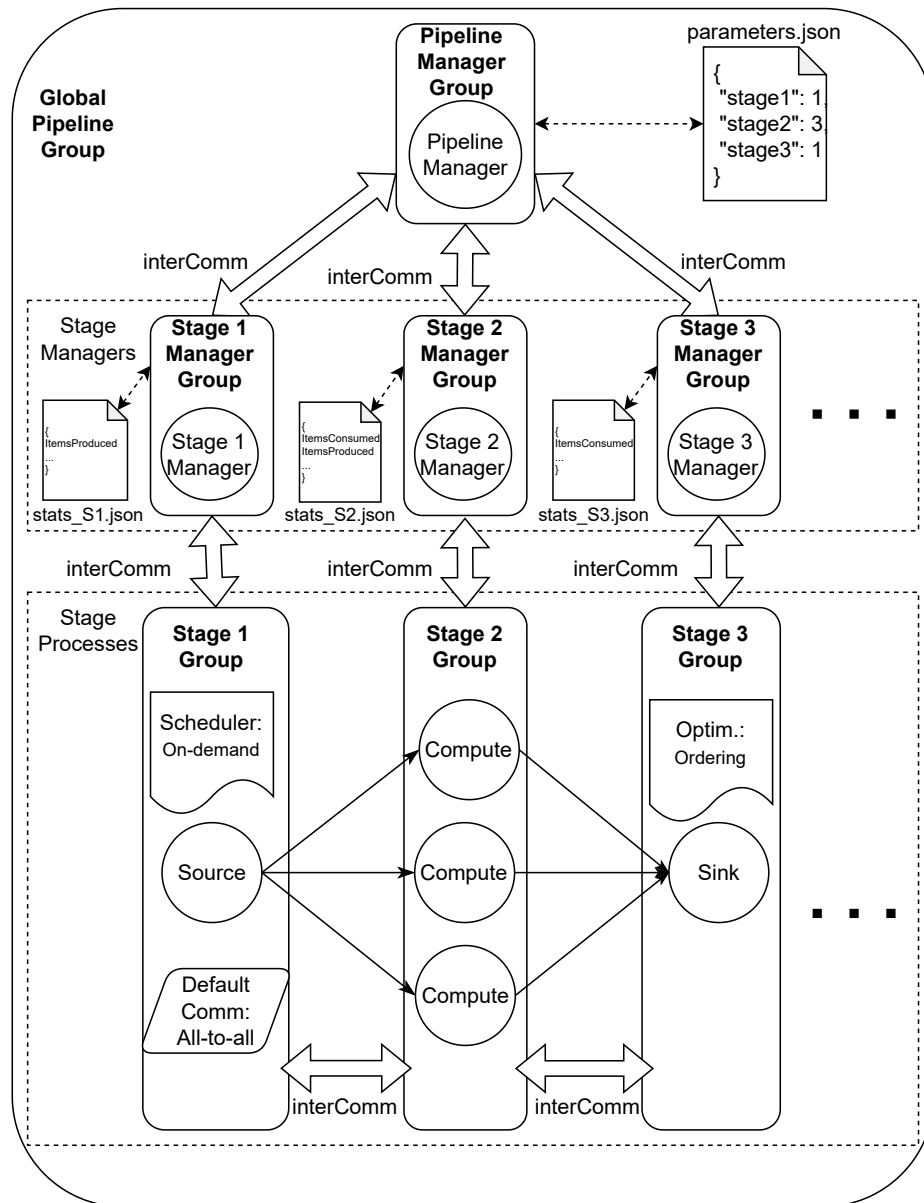 Pipeline
Manager
Group
Pipeline
Manager
parameters.json
{
"stage1": 1,
"stage2": 3,
"stage3": 1
}
Global
Pipeline
Group
interComm
interComm
interComm
Stage
Managers
Stage 1
Manager
Group
Stage 1
Manager
{
ItemsProduced
...
}
stats_S1.json
Stage 2
Manager
Group
Stage 2
Manager
{
ItemsConsumed
ItemsProduced
...
}
stats_S2.json
Stage 3
Manager
Group
Stage 3
Manager
{
ItemsConsumed
...
}
stats_S3.json
interComm
interComm
interComm
Stage
Processes
Stage 1
Group
Scheduler:
On-demand
Source
Default
Comm:
All-to-all
Stage 2
Group
Compute
Compute
Compute
Stage 3
Group
Optim.:
Ordering
Sink
interComm
interComm